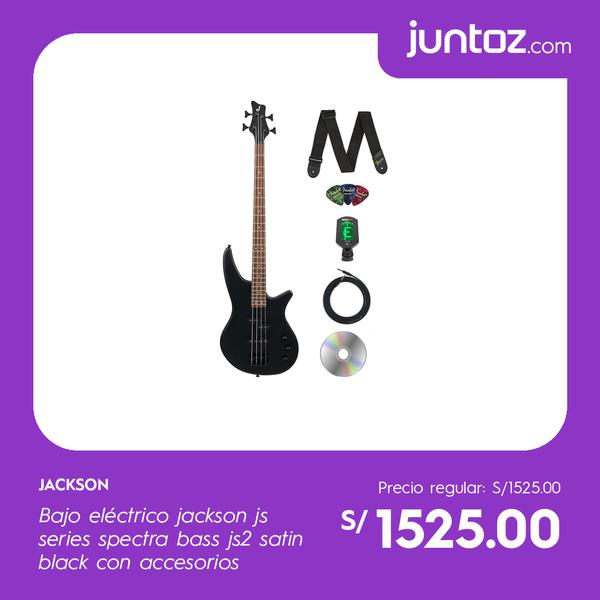 juntoz.com
JACKSON
Bajo eléctrico jackson js
series spectra bass js2 satin
black con accesorios
Precio regular: S/1525.00
S/1525.00